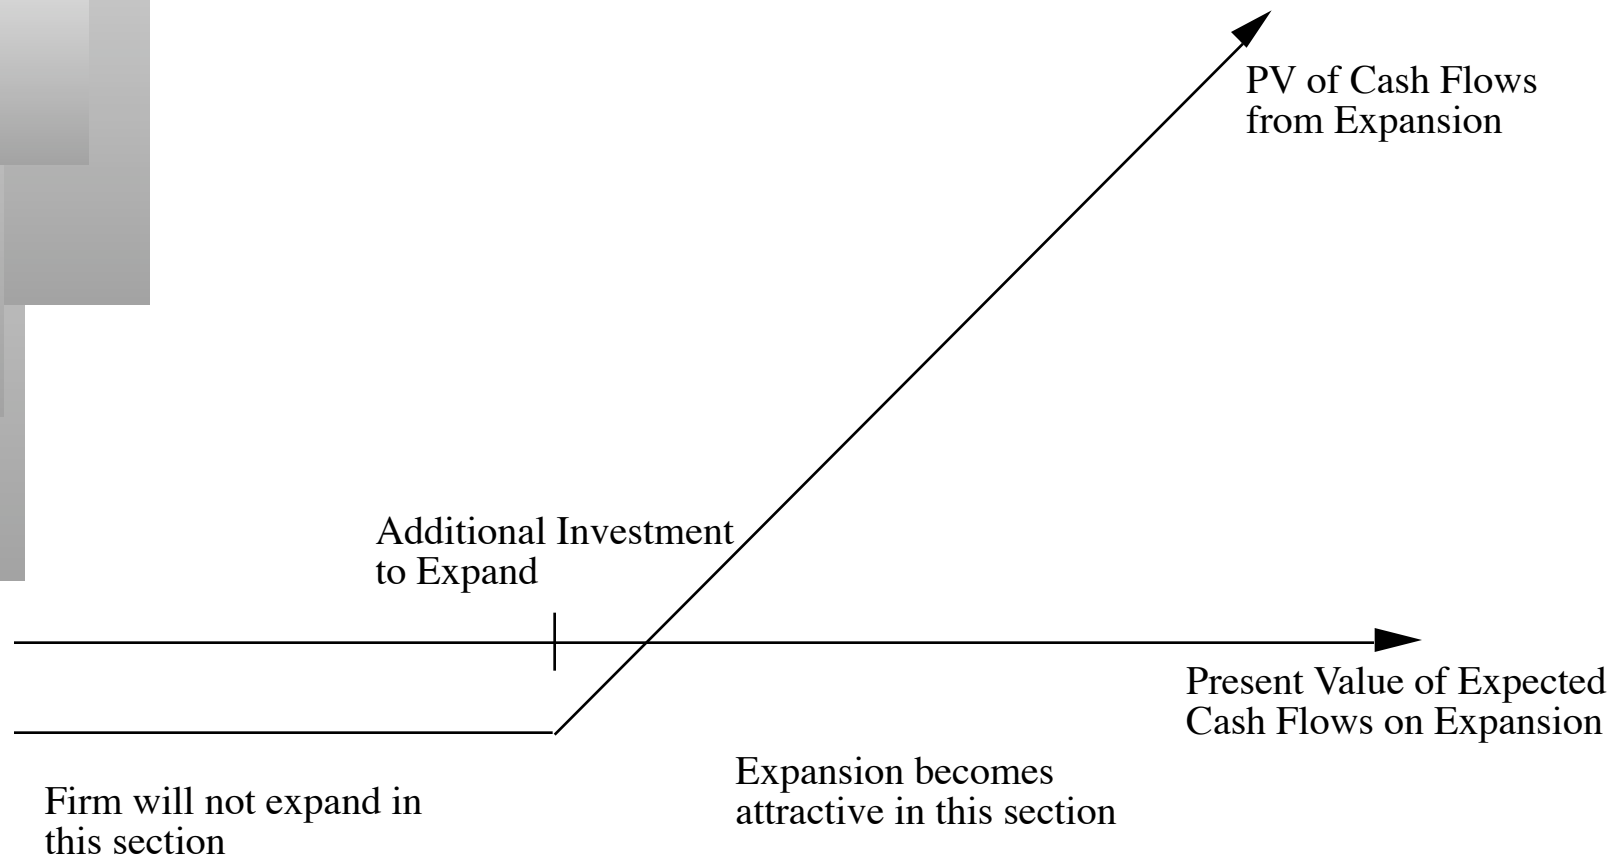 PV of Cash Flows
from Expansion
Additional Investment
to Expand
Present Value of Expected
Cash Flows on Expansion
Expansion becomes
attractive in this section
Firm will not expand in
this section